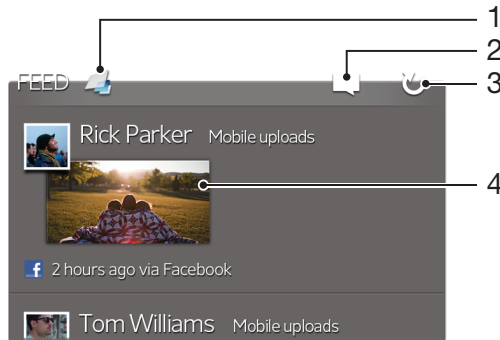 1
2
3
FEED
Rick Parker Mobile uploads
4
f 2 hours ago via Facebook
Tom Williams Mobile uploads